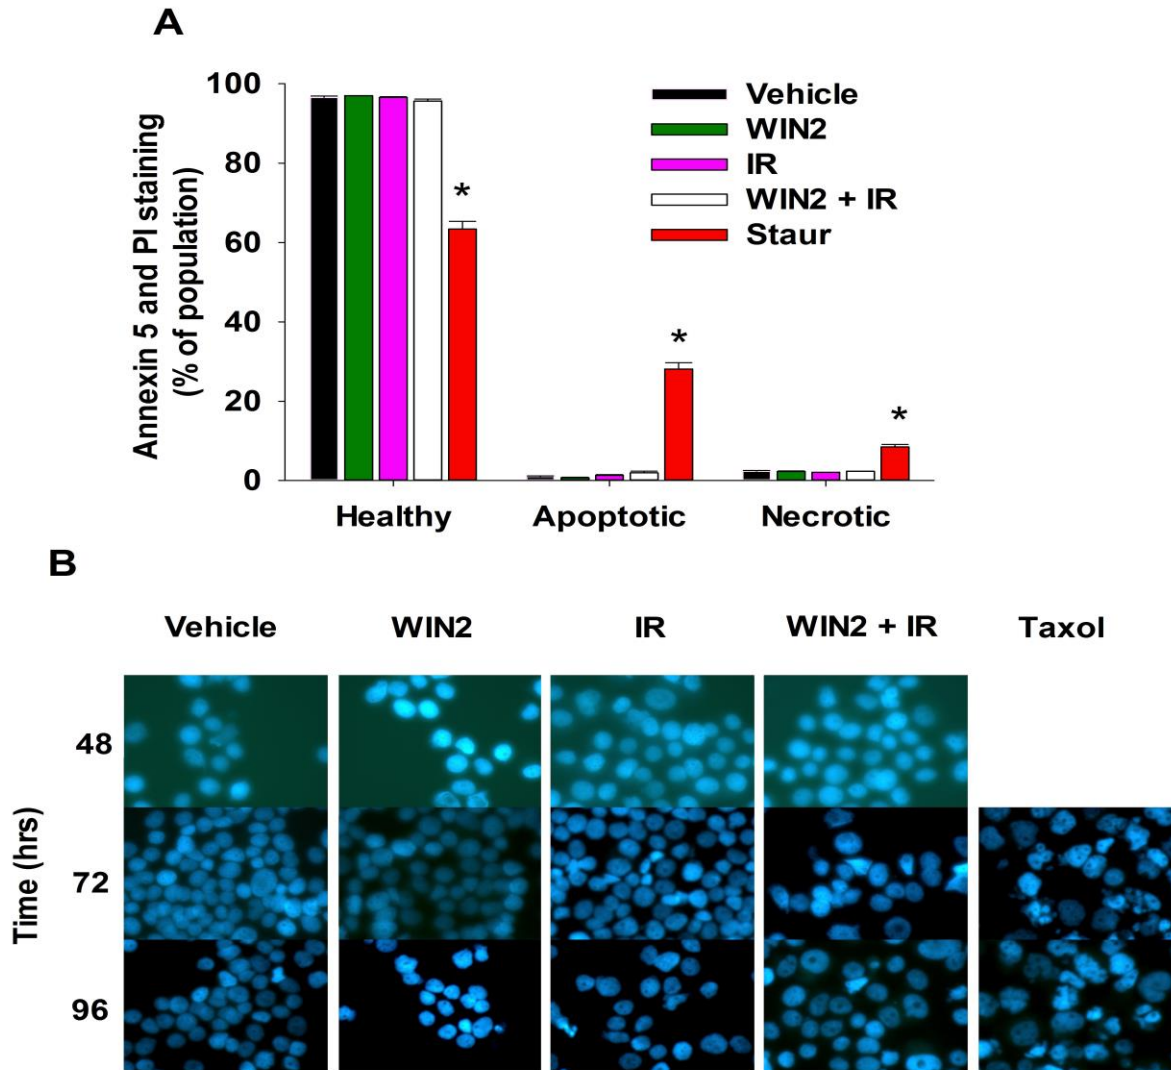 A
Annexin 5 and PI staining
(% of population)
100
80
60
40
20
0
Vehicle
WIN2
IR
WIN2 + IR
Staur
*
*
*
Healthy Apoptotic Necrotic
B
Vehicle WIN2 IR WIN2 + IR Taxol
Time (hrs)
48
72
96